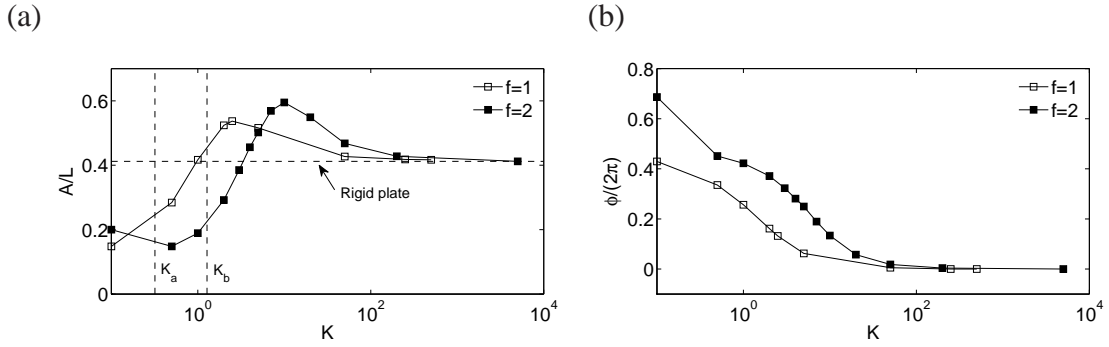 (a)
(b)
A/L
0.6
0.4
0.2
0
10^0
10^2
10^4
K
f=1
f=2
Rigid plate
K_a
K_b
ϕ/(2π)
0.8
0.6
0.4
0.2
0
10^0
10^2
10^4
K
f=1
f=2